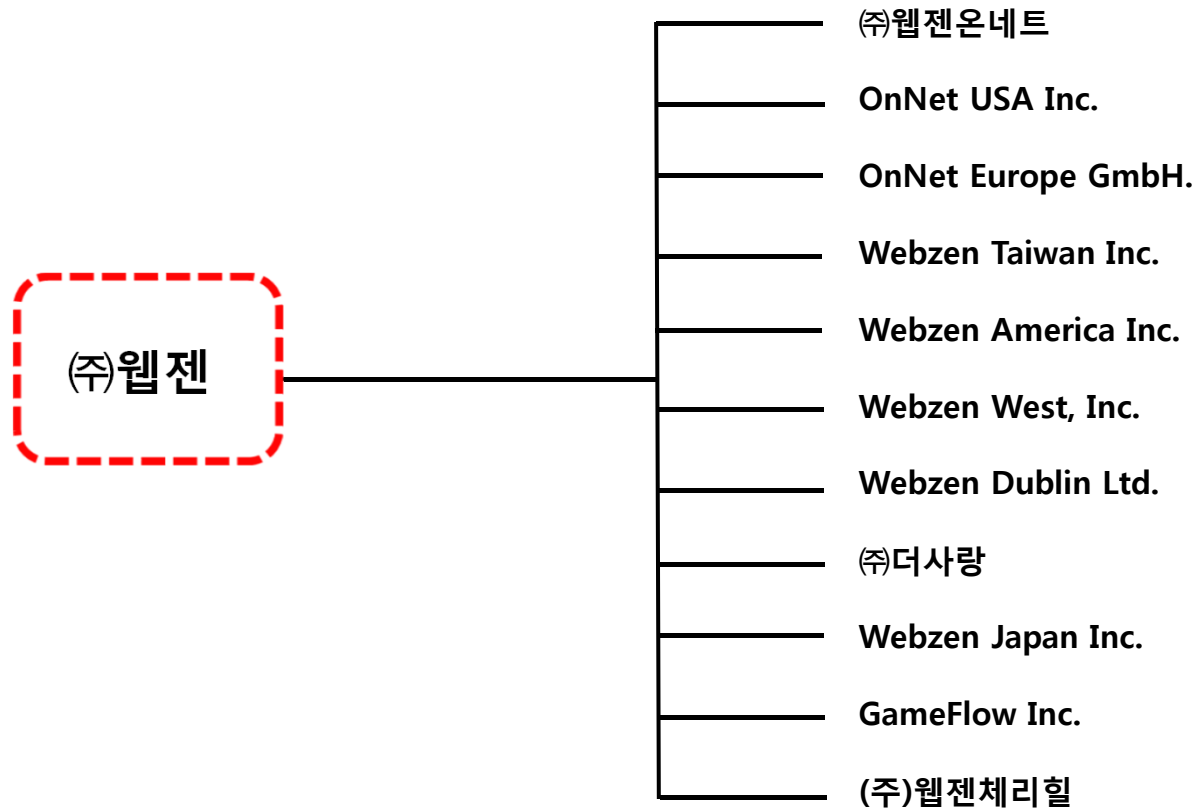 ㈜웹젠
㈜웹젠온네트
OnNet USA Inc.
OnNet Europe GmbH.
Webzen Taiwan Inc.
Webzen America Inc.
Webzen West, Inc.
Webzen Dublin Ltd.
㈜더사랑
Webzen Japan Inc.
GameFlow Inc.
(주)웹젠체리힐